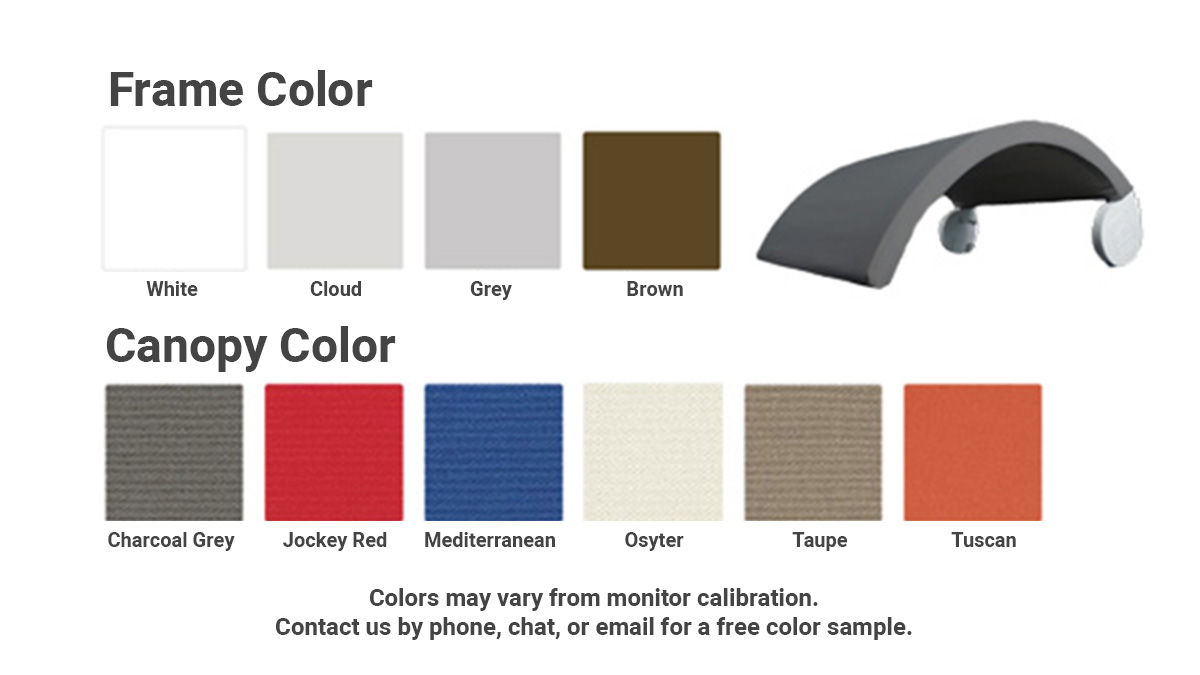 Frame Color
White
Cloud
Grey
Brown
Canopy Color
Charcoal Grey
Jockey Red
Mediterranean
Osyter
Taupe
Tuscan
Colors may vary from monitor calibration.
Contact us by phone, chat, or email for a free color sample.